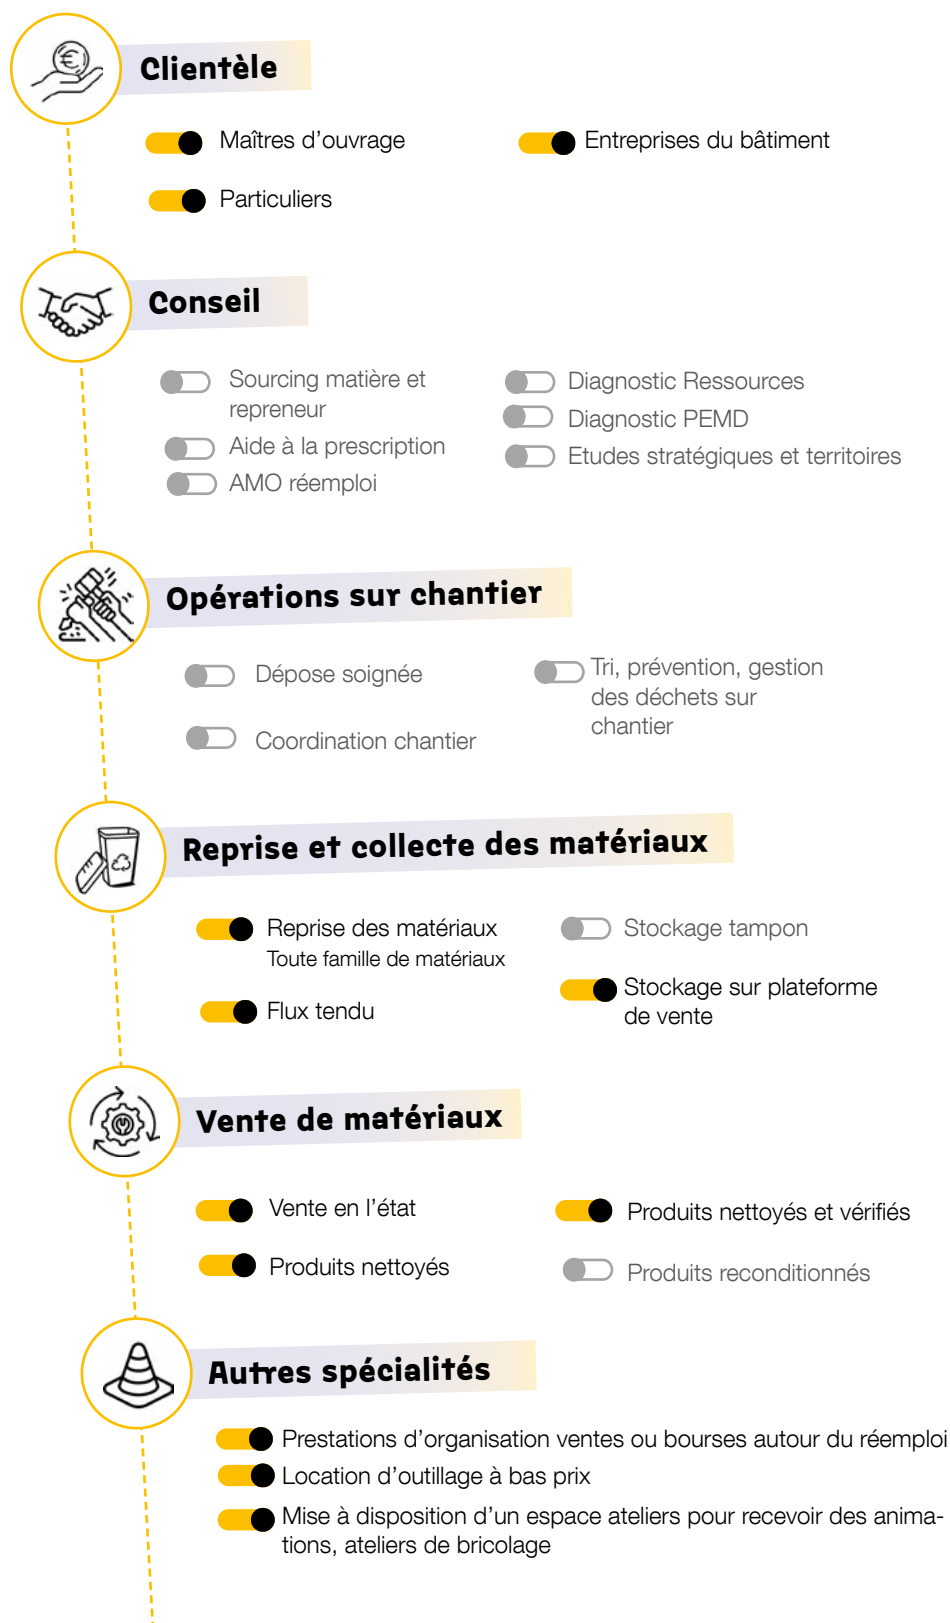 Clientèle
Maîtres d'ouvrage
Entreprises du bâtiment
Particuliers
Conseil
Sourcing matière et
repreneur
Aide à la prescription
AMO réemploi
Diagnostic Ressources
Diagnostic PEMD
Etudes stratégiques et territoires
Opérations sur chantier
Dépose soignée
Coordination chantier
Tri, prévention, gestion
des déchets sur
chantier
Reprise et collecte des matériaux
Reprise des matériaux
Toute famille de matériaux
Flux tendu
Stockage tampon
Stockage sur plateforme
de vente
Vente de matériaux
Vente en l'état
Produits nettoyés
Produits nettoyés et vérifiés
Produits reconditionnés
Autres spécialités
Prestations d'organisation ventes ou bourses autour du réemploi
Location d'outillage à bas prix
Mise à disposition d'un espace ateliers pour recevoir des anima-
tions, ateliers de bricolage